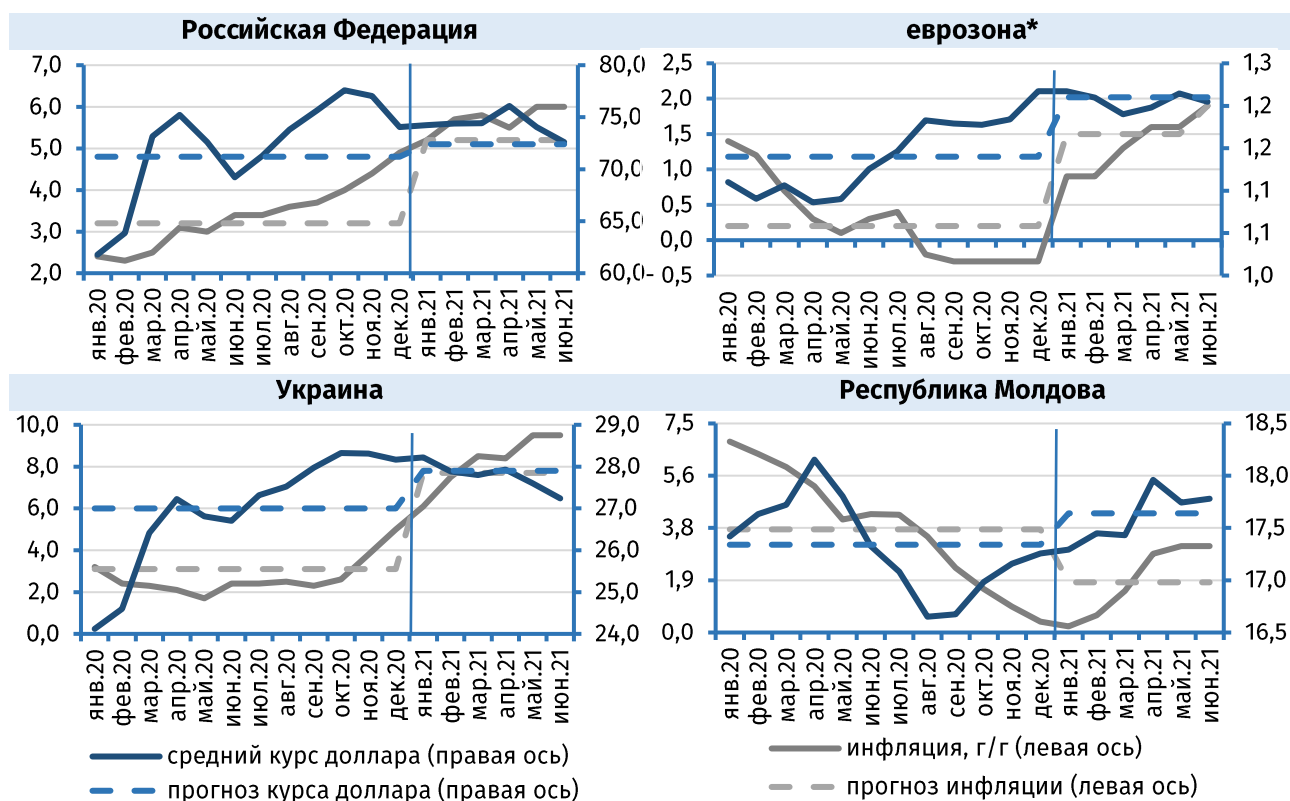 Российская Федерация
7,0
6,0
5,0
4,0
3,0
2,0
80,0
75,0
70,0
65,0
60,0
янв.20
фев.20
мар.20
апр.20
май.20
июн.20
июл.20
авг.20
сен.20
окт.20
ноя.20
дек.20
янв.21
фев.21
мар.21
апр.21
май.21
июн.21
еврозона*
2,5
2,0
1,5
1,0
0,5
0,0
- 0,5
1,3
1,2
1,2
1,1
1,1
1,0
янв.20
фев.20
мар.20
апр.20
май.20
июн.20
июл.20
авг.20
сен.20
окт.20
ноя.20
дек.20
янв.21
фев.21
мар.21
апр.21
май.21
июн.21
Украина
10,0
8,0
6,0
4,0
2,0
0,0
29,0
28,0
27,0
26,0
25,0
24,0
янв.20
фев.20
мар.20
апр.20
май.20
июн.20
июл.20
авг.20
сен.20
окт.20
ноя.20
дек.20
янв.21
фев.21
мар.21
апр.21
май.21
июн.21
Республика Молдова
7,5
5,6
3,8
1,9
0,0
18,5
18,0
17,5
17,0
16,5
янв.20
фев.20
мар.20
апр.20
май.20
июн.20
июл.20
авг.20
сен.20
окт.20
ноя.20
дек.20
янв.21
фев.21
мар.21
апр.21
май.21
июн.21
средний курс доллара (правая ось)
прогноз курса доллара (правая ось)
инфляция, г/г (левая ось)
прогноз инфляции (левая ось)